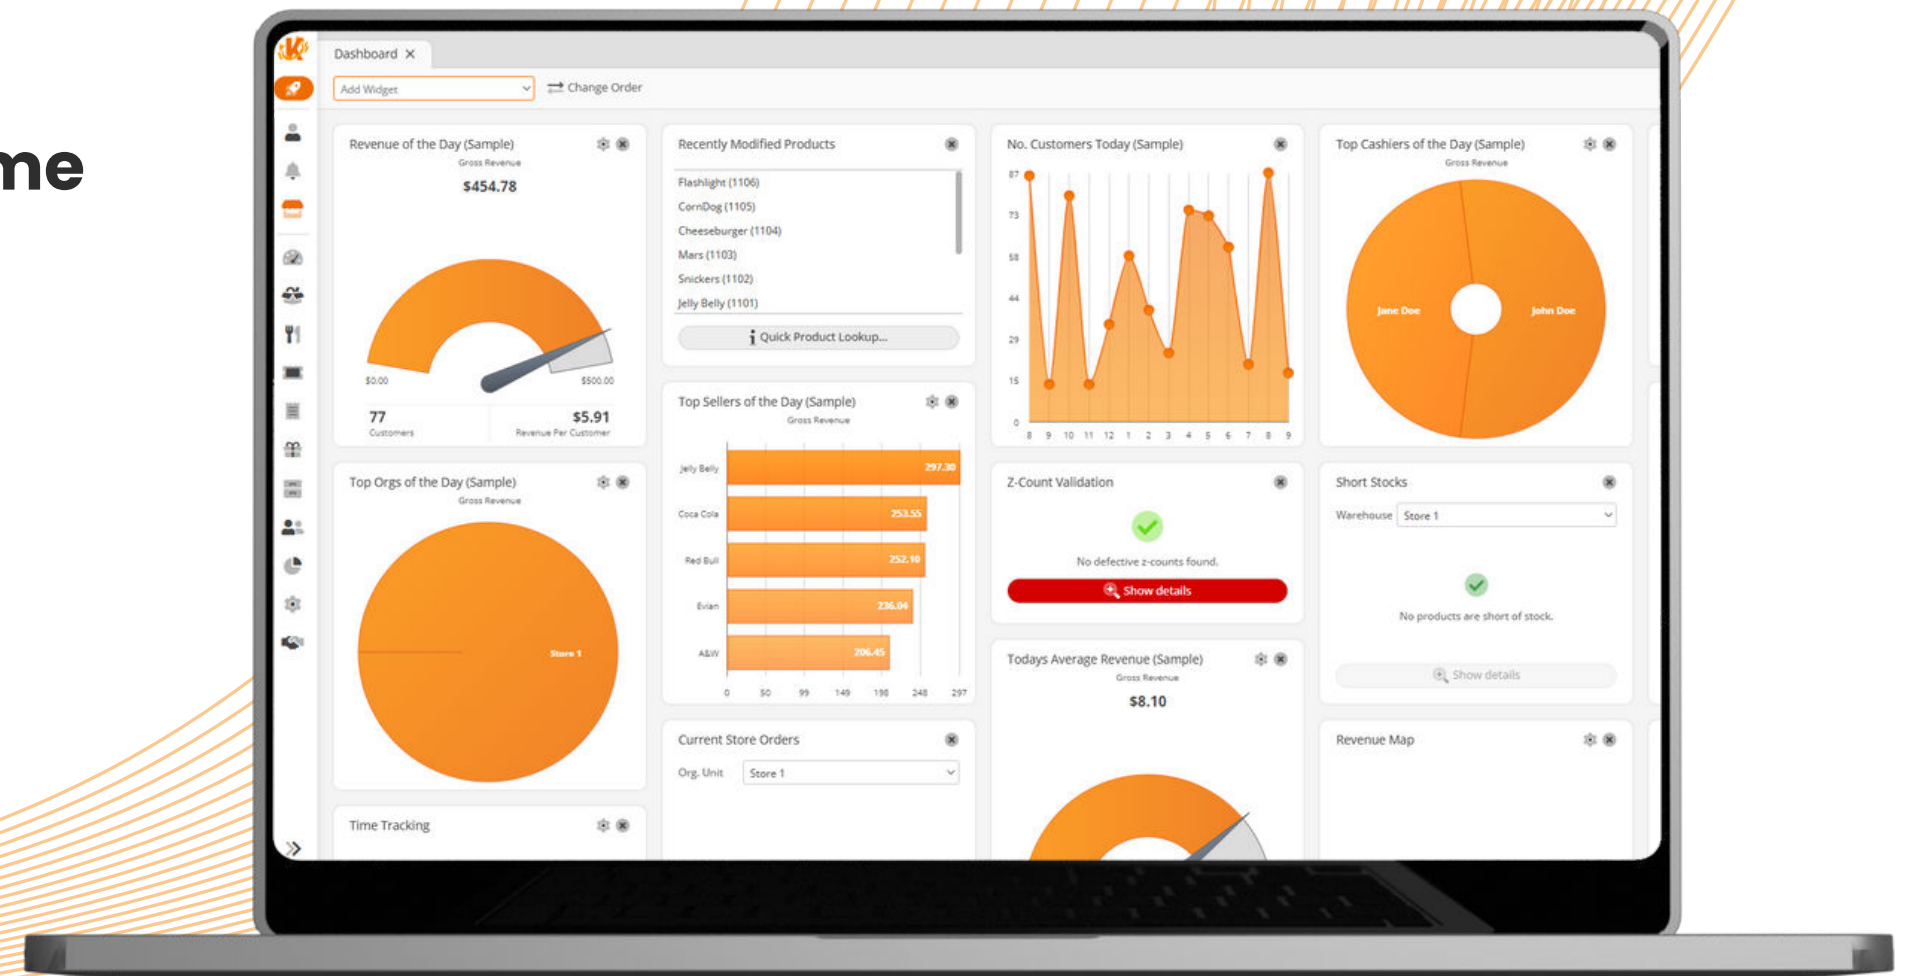 me
Dashboard
Add Widget
Change Order
Revenue of the Day (Sample)
Gross Revenue
$454.78
$0.00
$500.00
77
Customers
$5.91
Revenue Per Customer
Top Orgs of the Day (Sample)
Gross Revenue
Store 1
Time Tracking
Recently Modified Products
Flashlight (1106)
CornDog (1105)
Cheeseburger (1104)
Mars (1103)
Snickers (1102)
Jelly Belly (1101)
Quick Product Lookup...
Top Sellers of the Day (Sample)
Gross Revenue
Jelly Belly 297.30
Coca Cola 253.55
Red Bull 252.10
Evian 236.04
A&W 206.45
0 50 99 149 198 248 297
Current Store Orders
Org. Unit Store 1
No. Customers Today (Sample)
87
73
58
44
29
15
0
8 9 10 11 12 1 2 3 4 5 6 7 8 9
Z-Count Validation
No defective z-counts found.
Show details
Todays Average Revenue (Sample)
Gross Revenue
$8.10
Top Cashiers of the Day (Sample)
Gross Revenue
Jane Doe
John Doe
Short Stocks
Warehouse Store 1
No products are short of stock.
Show details
Revenue Map